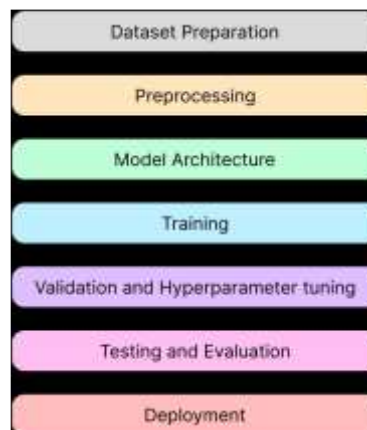 Dataset Preparation
Preprocessing
Model Architecture
Training
Validation and Hyperparameter tuning
Testing and Evaluation
Deployment